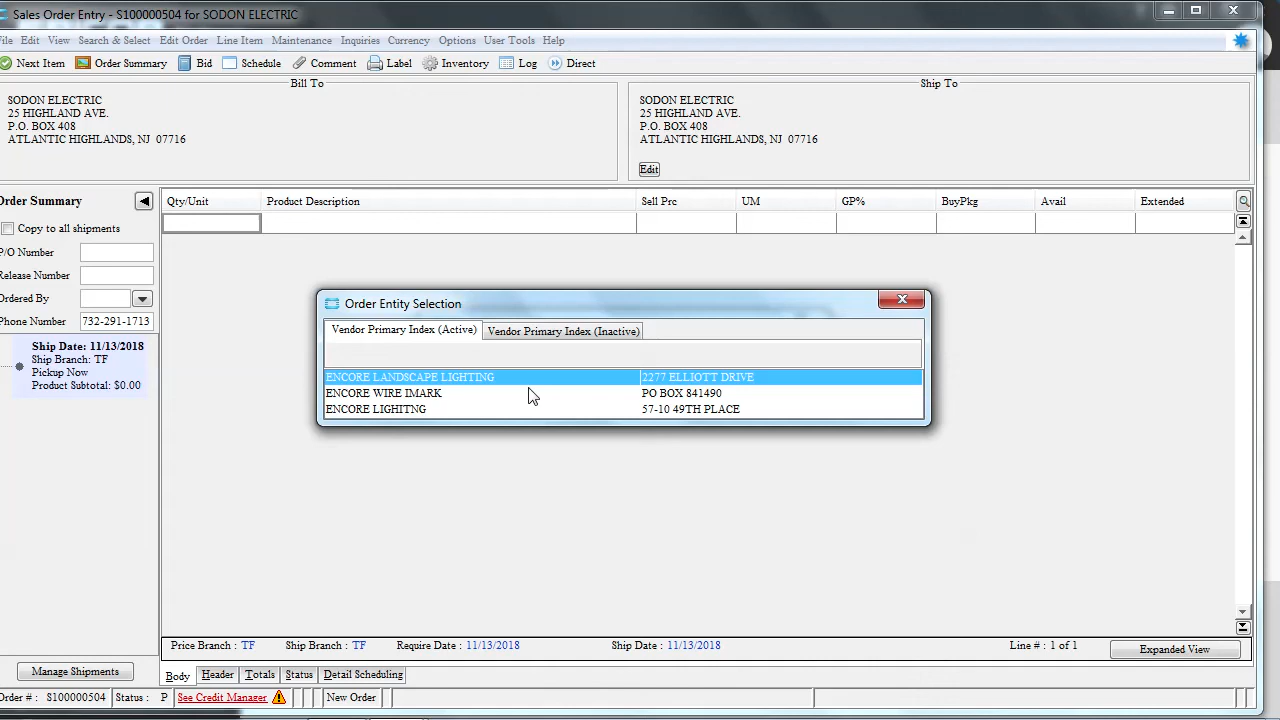 Sales Order Entry - S100000504 for SODON ELECTRIC
File Edit View Search & Select Edit Order Line Item Maintenance Inquiries Currency Options User Tools Help
Next Item Order Summary Bid Schedule Comment Label Inventory Log Direct
Bill To
SODON ELECTRIC
25 HIGHLAND AVE.
P.O. BOX 408
ATLANTIC HIGHLANDS, NJ 07716
Ship To
SODON ELECTRIC
25 HIGHLAND AVE.
P.O. BOX 408
ATLANTIC HIGHLANDS, NJ 07716
Edit
Order Summary
Copy to all shipments
P/O Number
Release Number
Ordered By
Phone Number 732-291-1713
Ship Date: 11/13/2018
Ship Branch: TF
Pickup Now
Product Subtotal: $0.00
Manage Shipments
Qty/Unit Product Description Sell Prc UM GP% BuyPkg Avail Extended
Order Entity Selection
Vendor Primary Index (Active) Vendor Primary Index (Inactive)
ENCORE LANDSCAPE LIGHTING 2277 ELLIOTT DRIVE
ENCORE WIRE IMARK PO BOX 841490
ENCORE LIGHITNG 57-10 49TH PLACE
Price Branch : TF Ship Branch : TF Require Date : 11/13/2018 Ship Date : 11/13/2018 Line # : 1 of 1 Expanded View
Body Header Totals Status Detail Scheduling
Order # : S100000504 Status : P See Credit Manager New Order